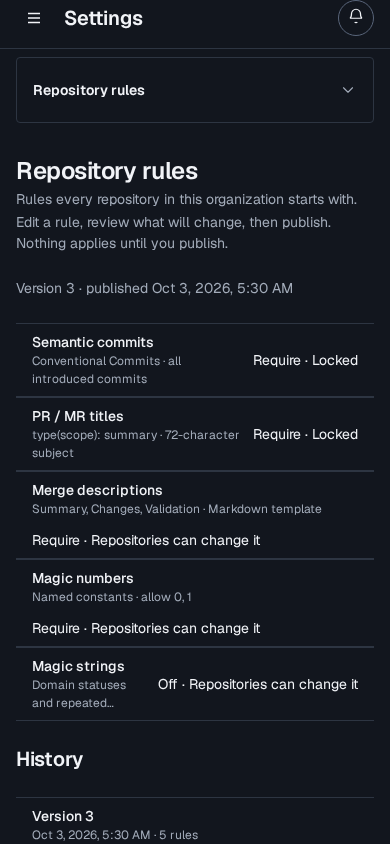 Settings
Repository rules
Repository rules
Rules every repository in this organization starts with.
Edit a rule, review what will change, then publish.
Nothing applies until you publish.
Version 3 · published Oct 3, 2026, 5:30 AM
Semantic commits
Conventional Commits · all
introduced commits
Require · Locked
PR / MR titles
type(scope): summary · 72-character
subject
Require · Locked
Merge descriptions
Summary, Changes, Validation · Markdown template
Require · Repositories can change it
Magic numbers
Named constants · allow 0, 1
Require · Repositories can change it
Magic strings
Domain statuses
and repeated…
Off · Repositories can change it
History
Version 3
Oct 3, 2026, 5:30 AM · 5 rules